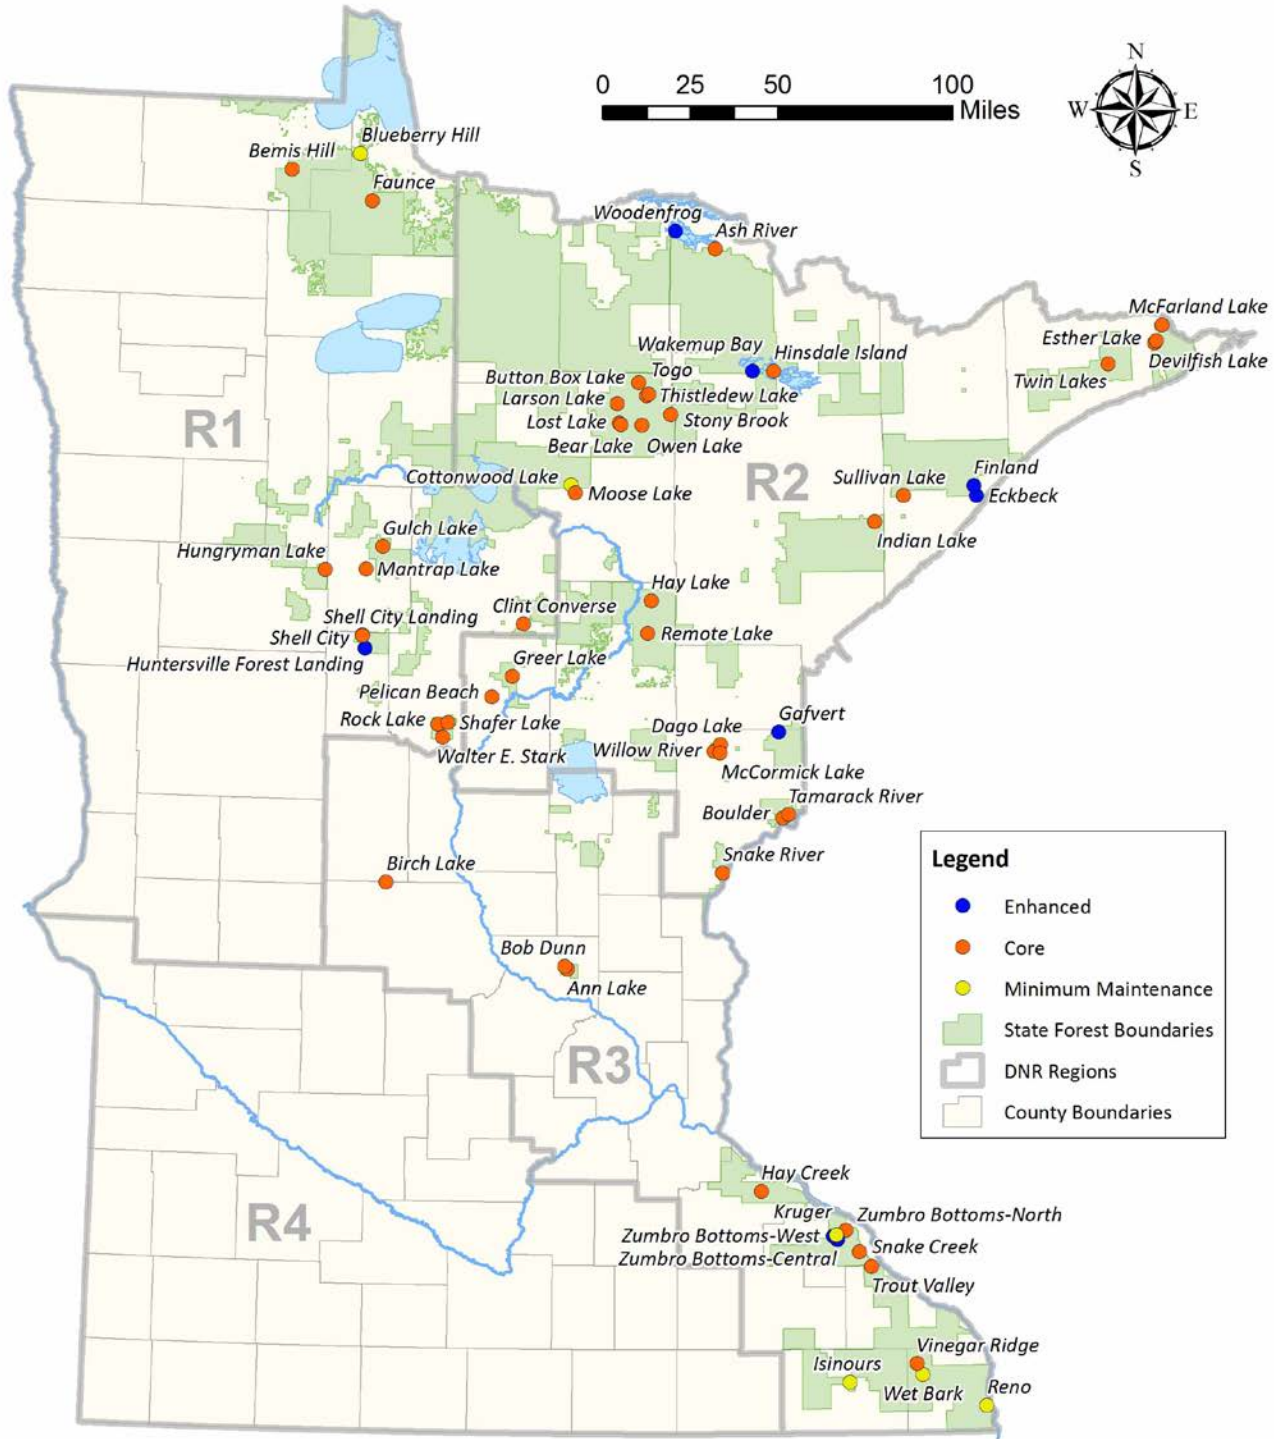 N
0 25 50 100
Miles
W E
S
Blueberry Hill
Bemis Hill
Faunce
Woodenfrog
Ash River
McFarland Lake
Esther Lake
Devilfish Lake
Twin Lakes
Wakemup Bay
Hinsdale Island
Togo
Button Box Lake
Thistledew Lake
Larson Lake
Stony Brook
Lost Lake
Bear Lake
Owen Lake
R1
Cottonwood Lake
Moose Lake
R2
Sullivan Lake
Finland
Eckbeck
Indian Lake
Gulch Lake
Hungryman Lake
Mantrap Lake
Hay Lake
Clint Converse
Shell City Landing
Shell City
Remote Lake
Huntersville Forest Landing
Greer Lake
Pelican Beach
Rock Lake
Shafer Lake
Walter E. Stark
Dago Lake
Gafvert
Willow River
McCormick Lake
Tamarack River
Boulder
Snake River
Birch Lake
Bob Dunn
Ann Lake
R3
Legend
Enhanced
Core
Minimum Maintenance
State Forest Boundaries
DNR Regions
County Boundaries
Hay Creek
R4
Kruger
Zumbro Bottoms-North
Zumbro Bottoms-West
Zumbro Bottoms-Central
Snake Creek
Trout Valley
Vinegar Ridge
Isinours
Wet Bark
Reno